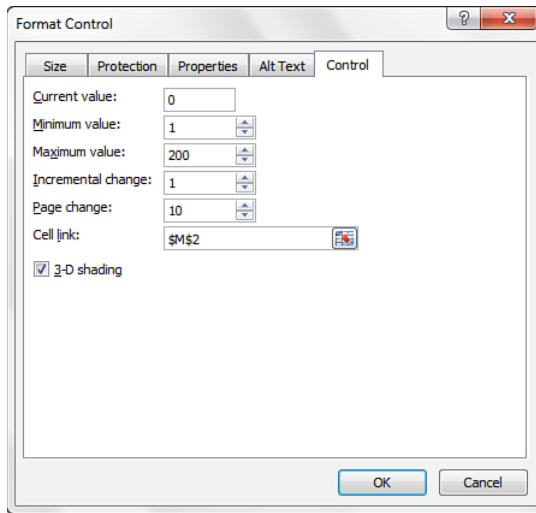 Format Control
Size Protection Properties Alt Text Control
Current value: 0
Minimum value: 1
Maximum value: 200
Incremental change: 1
Page change: 10
Cell link: $M$2
3-D shading
OK Cancel